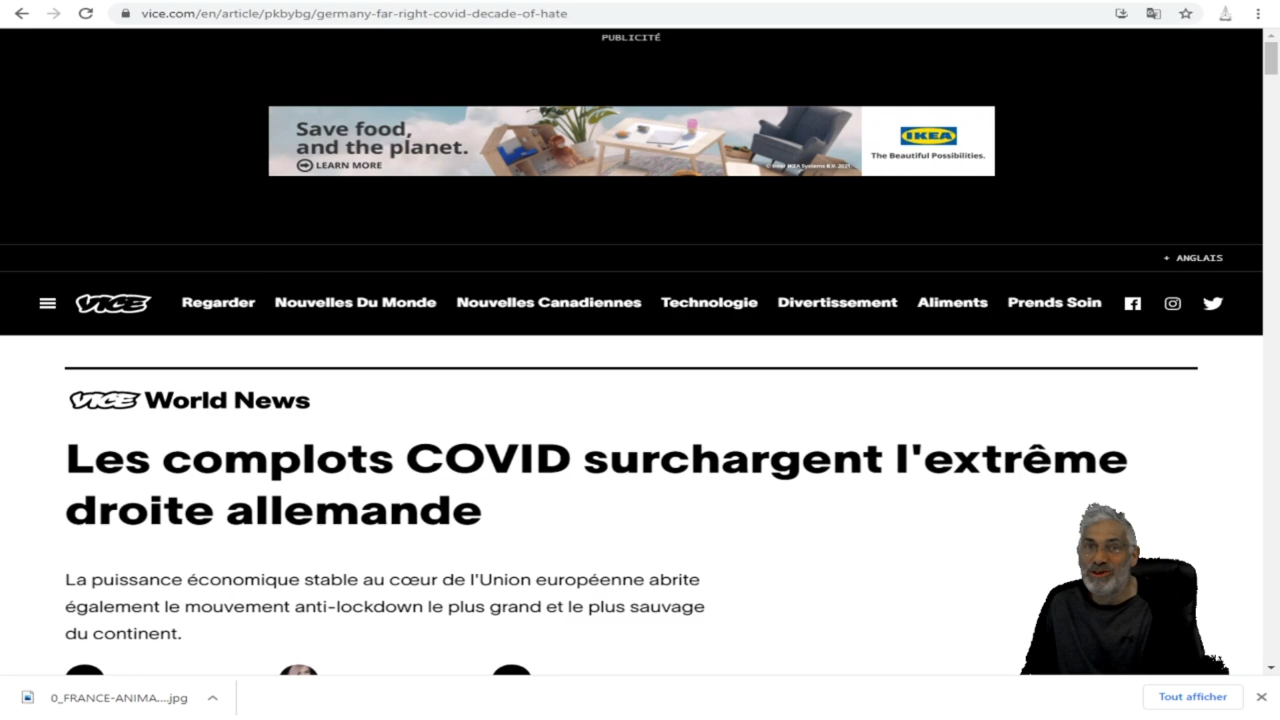 vice.com/en/article/pkbybg/germany-far-right-covid-decade-of-hate
PUBLICITÉ
Save food,
and the planet.
LEARN MORE
IKEA
The Beautiful Possibilities.
IKEA Systems B.V. 2021
+ ANGLAIS
VICE
Regarder
Nouvelles Du Monde
Nouvelles Canadiennes
Technologie
Divertissement
Aliments
Prends Soin
VICE World News
Les complots COVID surchargent l'extrême
droite allemande
La puissance économique stable au cœur de l'Union européenne abrite
également le mouvement anti-lockdown le plus grand et le plus sauvage
du continent.
0_FRANCE-ANIMA....jpg
Tout afficher